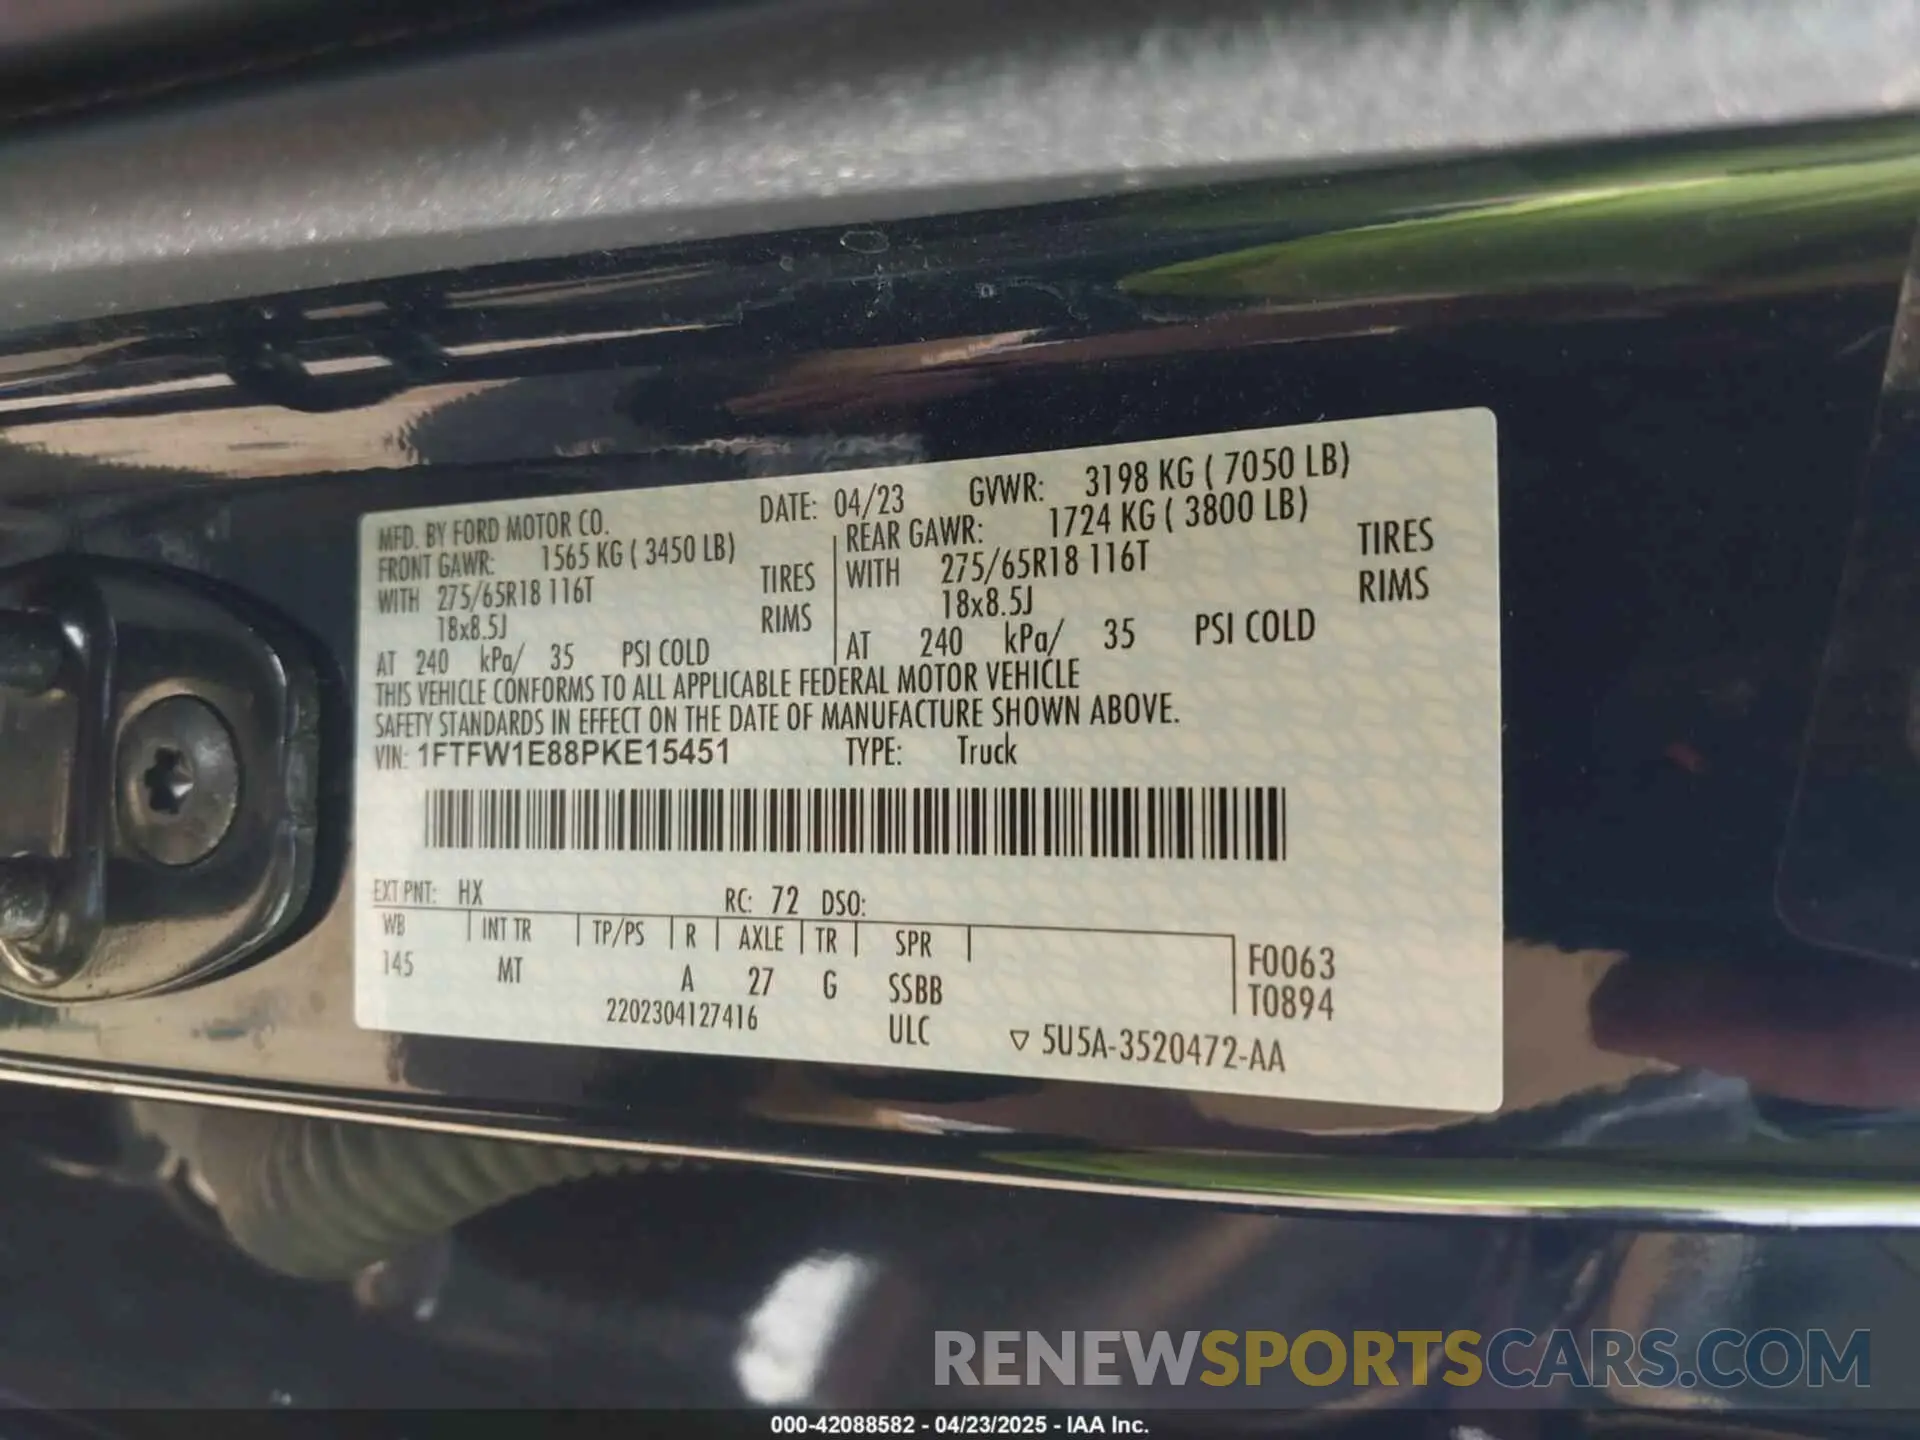 MFD. BY FORD MOTOR CO. DATE: 04/23 GVWR: 3198 KG ( 7050 LB)
FRONT GAWR: 1565 KG ( 3450 LB) REAR GAWR: 1724 KG ( 3800 LB)
WITH 275/65R18 116T TIRES WITH 275/65R18 116T TIRES
18x8.5J RIMS 18x8.5J RIMS
AT 240 kPa/ 35 PSI COLD AT 240 kPa/ 35 PSI COLD
THIS VEHICLE CONFORMS TO ALL APPLICABLE FEDERAL MOTOR VEHICLE
SAFETY STANDARDS IN EFFECT ON THE DATE OF MANUFACTURE SHOWN ABOVE.
VIN: 1FTFW1E88PKE15451 TYPE: Truck
EXT PNT: HX RC: 72 DSO:
WB INT TR TP/PS R AXLE TR SPR F0063
145 MT A 27 G SSBB T0894
2202304127416 ULC ▽ 5U5A-3520472-AA
RENEWSPORTSCARS.COM
000-42088582 - 04/23/2025 - IAA Inc.